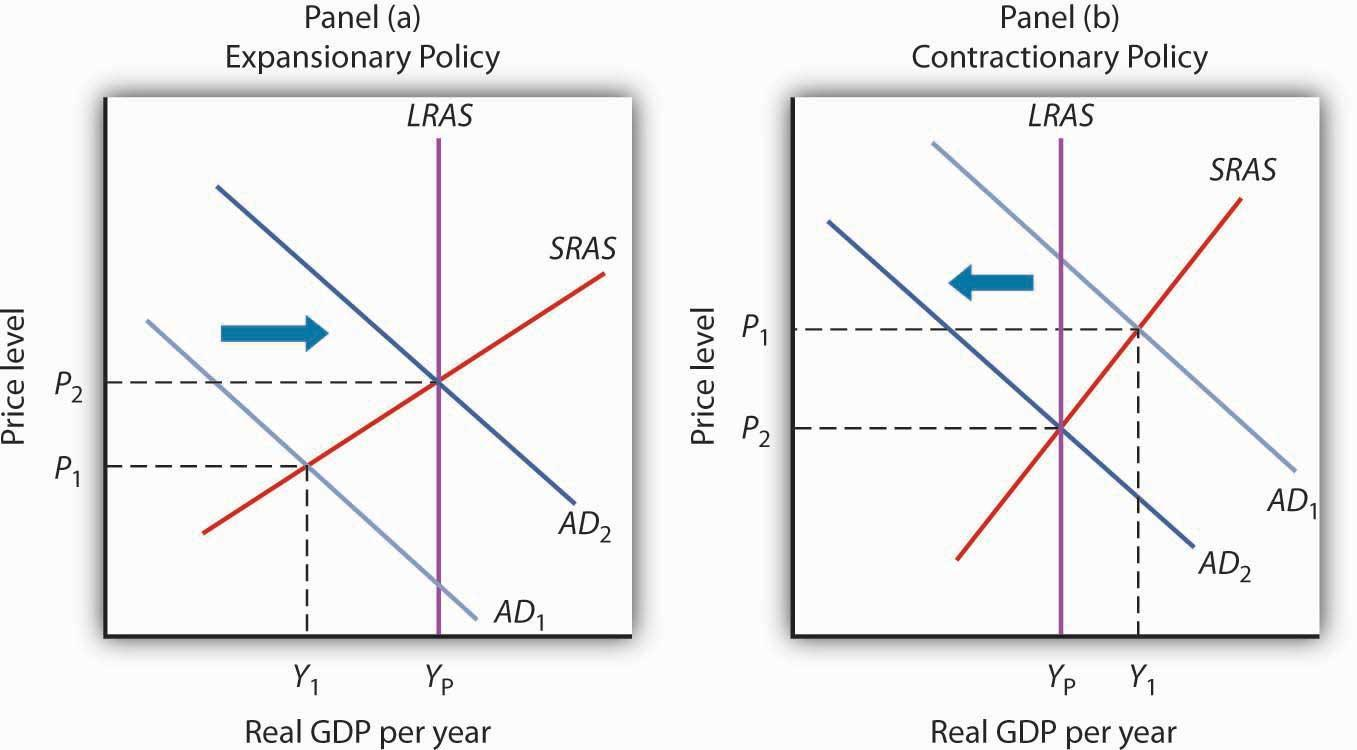 Panel (a)
Expansionary Policy
LRAS
SRAS
P2
P1
AD2
AD1
Y1
YP
Price level
Real GDP per year
Panel (b)
Contractionary Policy
LRAS
SRAS
P1
P2
AD1
AD2
YP
Y1
Price level
Real GDP per year